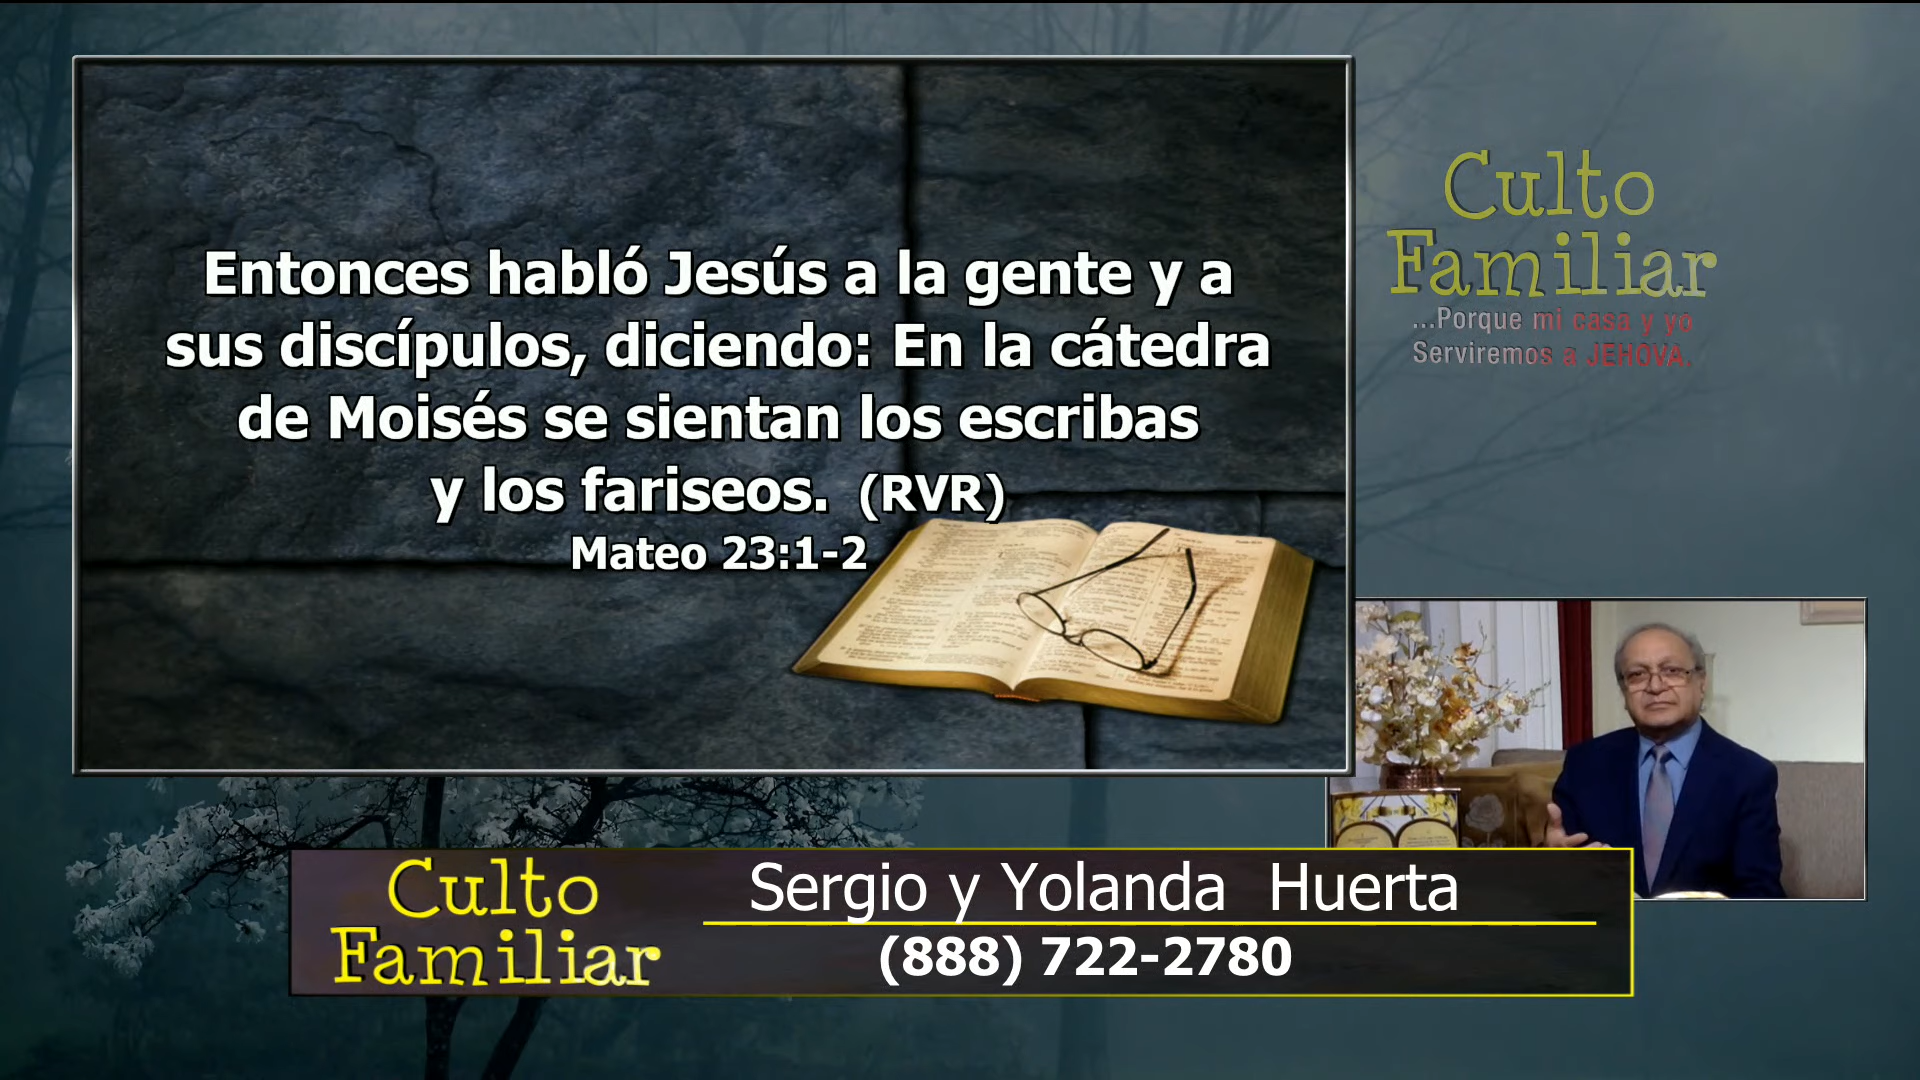 Entonces habló Jesús a la gente y a
sus discípulos, diciendo: En la cátedra
de Moisés se sientan los escribas
y los fariseos. (RVR)
Mateo 23:1-2
Culto
Familiar
...Porque mi casa y yo
Serviremos a JEHOVA.
Culto
Familiar
Sergio y Yolanda Huerta
(888) 722-2780